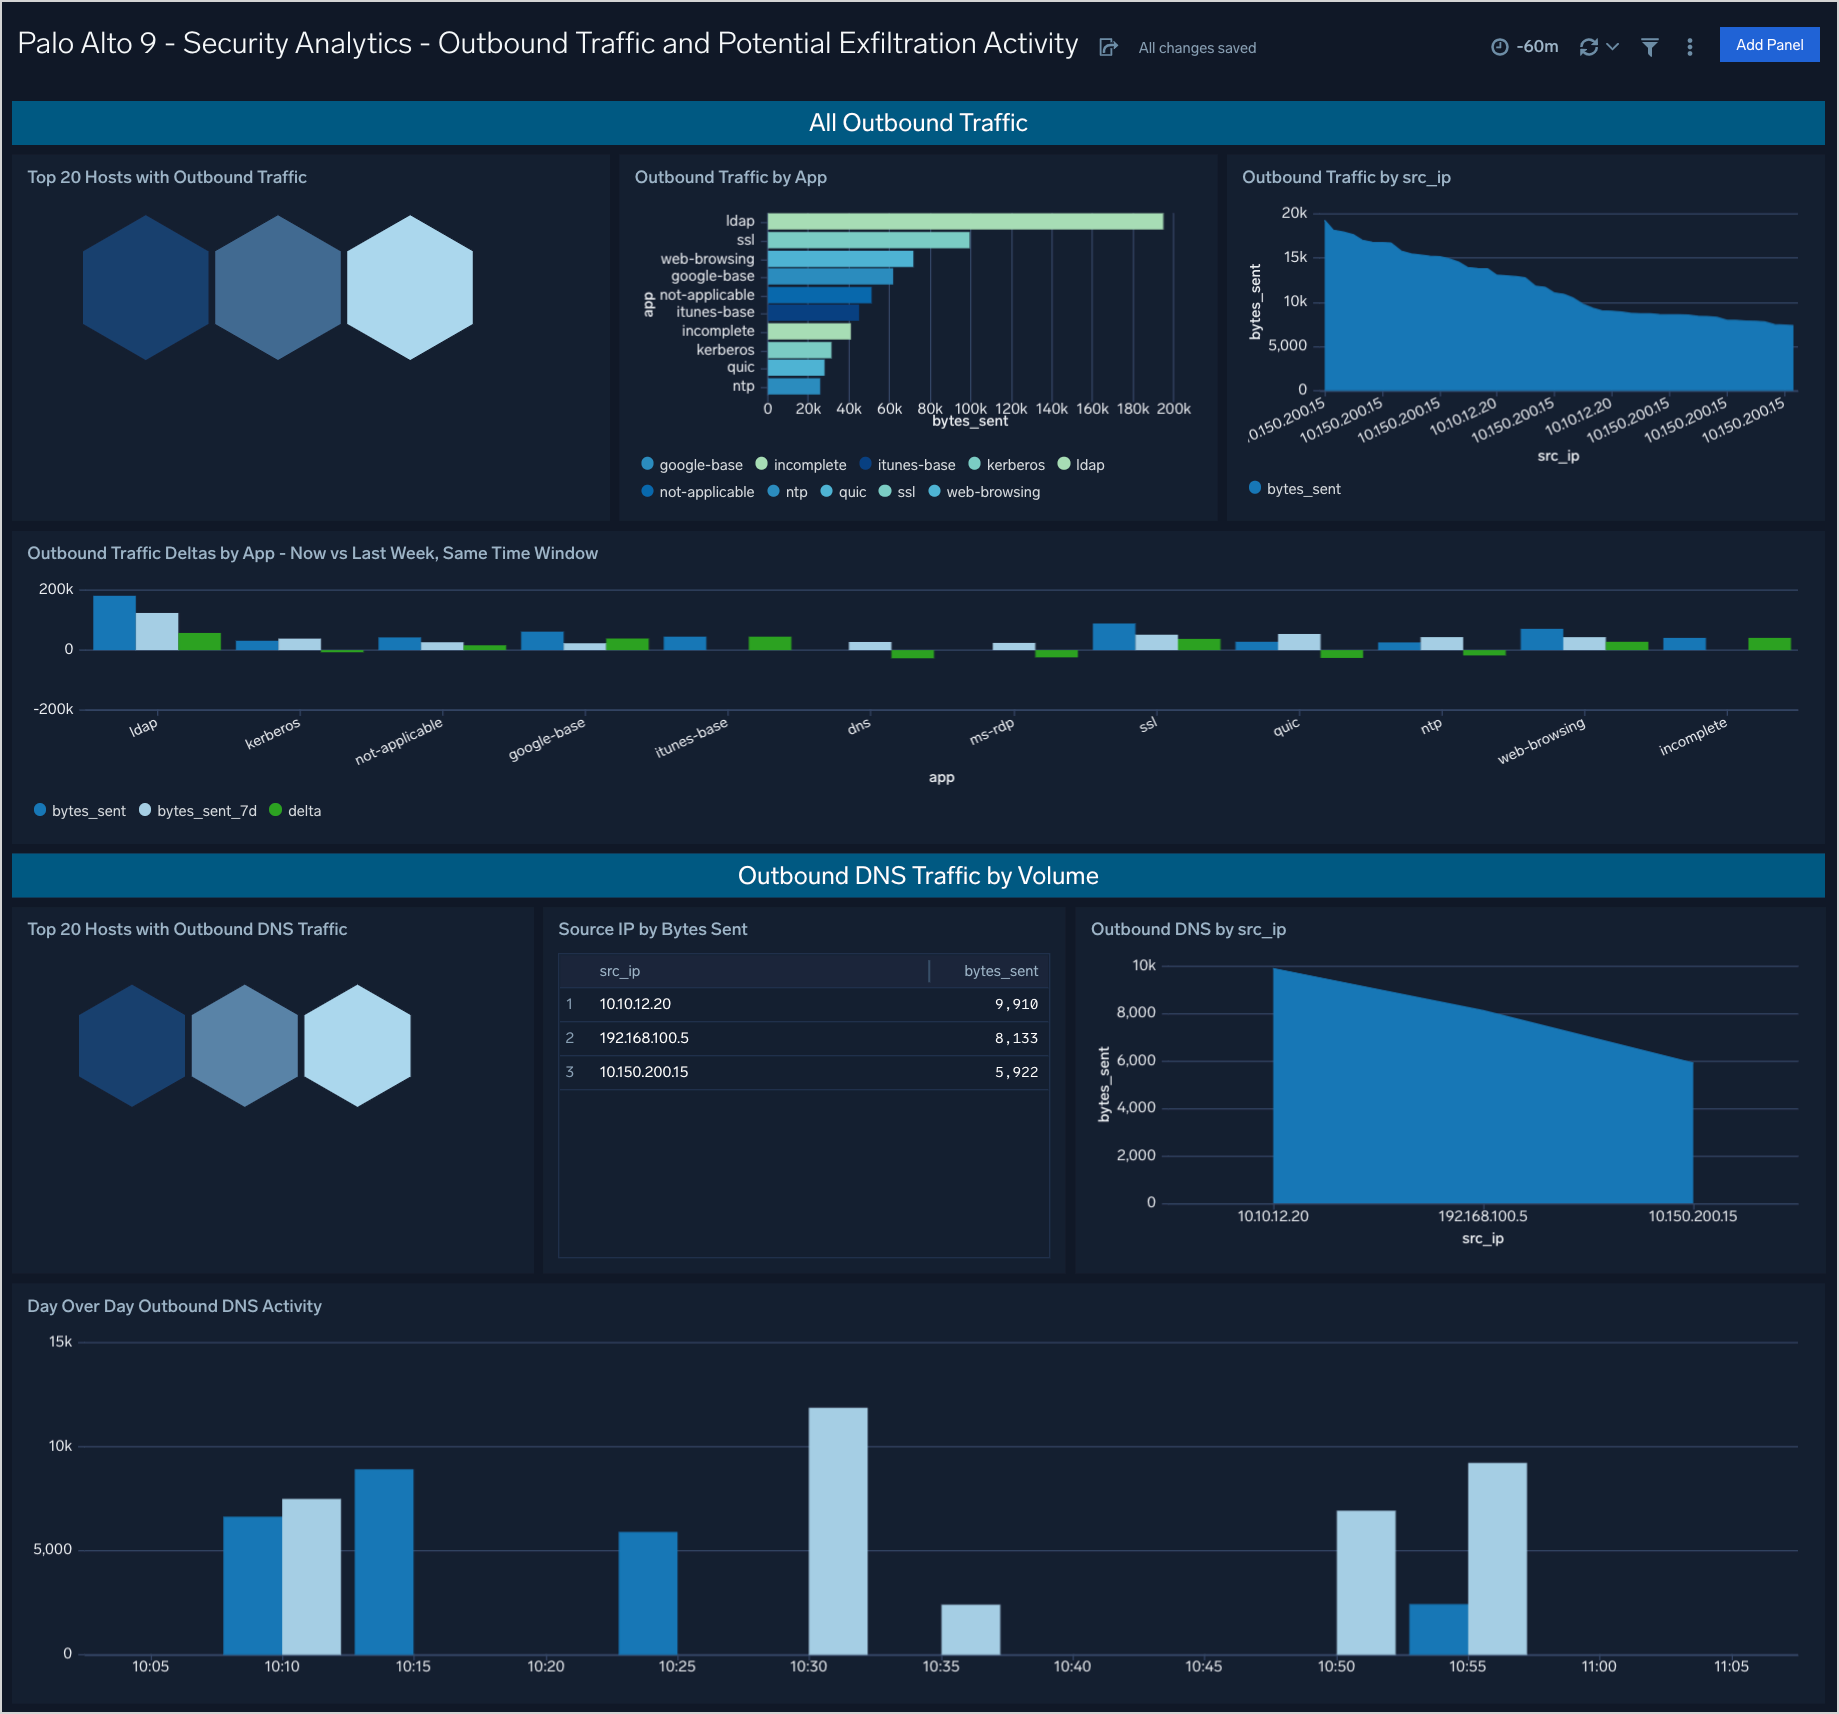 Palo Alto 9 - Security Analytics - Outbound Traffic and Potential Exfiltration Activity All changes saved -60m Add Panel
All Outbound Traffic
Top 20 Hosts with Outbound Traffic
Outbound Traffic by App
ldap
ssl
web-browsing
google-base
not-applicable
itunes-base
incomplete
kerberos
quic
ntp
app
0 20k 40k 60k 80k 100k 120k 140k 160k 180k 200k
bytes_sent
google-base incomplete itunes-base kerberos ldap
not-applicable ntp quic ssl web-browsing
Outbound Traffic by src_ip
20k
15k
10k
5,000
0
bytes_sent
.0.150.200.15 10.150.200.15 10.150.200.15 10.10.12.20 10.150.200.15 10.10.12.20 10.150.200.15 10.150.200.15 10.150.200.15
src_ip
bytes_sent
Outbound Traffic Deltas by App - Now vs Last Week, Same Time Window
200k
0
-200k
ldap kerberos not-applicable google-base itunes-base dns ms-rdp ssl quic ntp web-browsing incomplete
app
bytes_sent bytes_sent_7d delta
Outbound DNS Traffic by Volume
Top 20 Hosts with Outbound DNS Traffic
Source IP by Bytes Sent
src_ip bytes_sent
1 10.10.12.20 9,910
2 192.168.100.5 8,133
3 10.150.200.15 5,922
Outbound DNS by src_ip
10k
8,000
6,000
4,000
2,000
0
bytes_sent
10.10.12.20 192.168.100.5 10.150.200.15
src_ip
Day Over Day Outbound DNS Activity
15k
10k
5,000
0
10:05 10:10 10:15 10:20 10:25 10:30 10:35 10:40 10:45 10:50 10:55 11:00 11:05